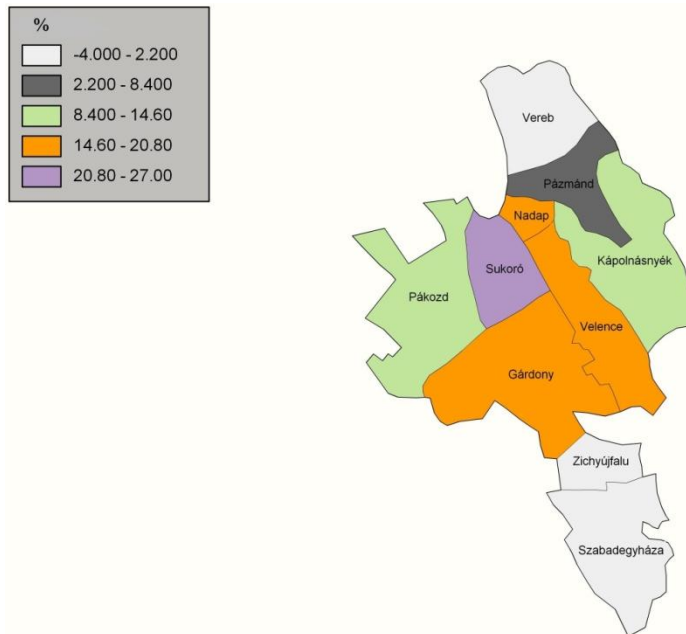 %
-4.000 - 2.200
2.200 - 8.400
8.400 - 14.60
14.60 - 20.80
20.80 - 27.00
Vereb
Pázmánd
Nadap
Kápolnásnyék
Sukoró
Pákozd
Velence
Gárdony
Zichyújfalu
Szabadegyháza